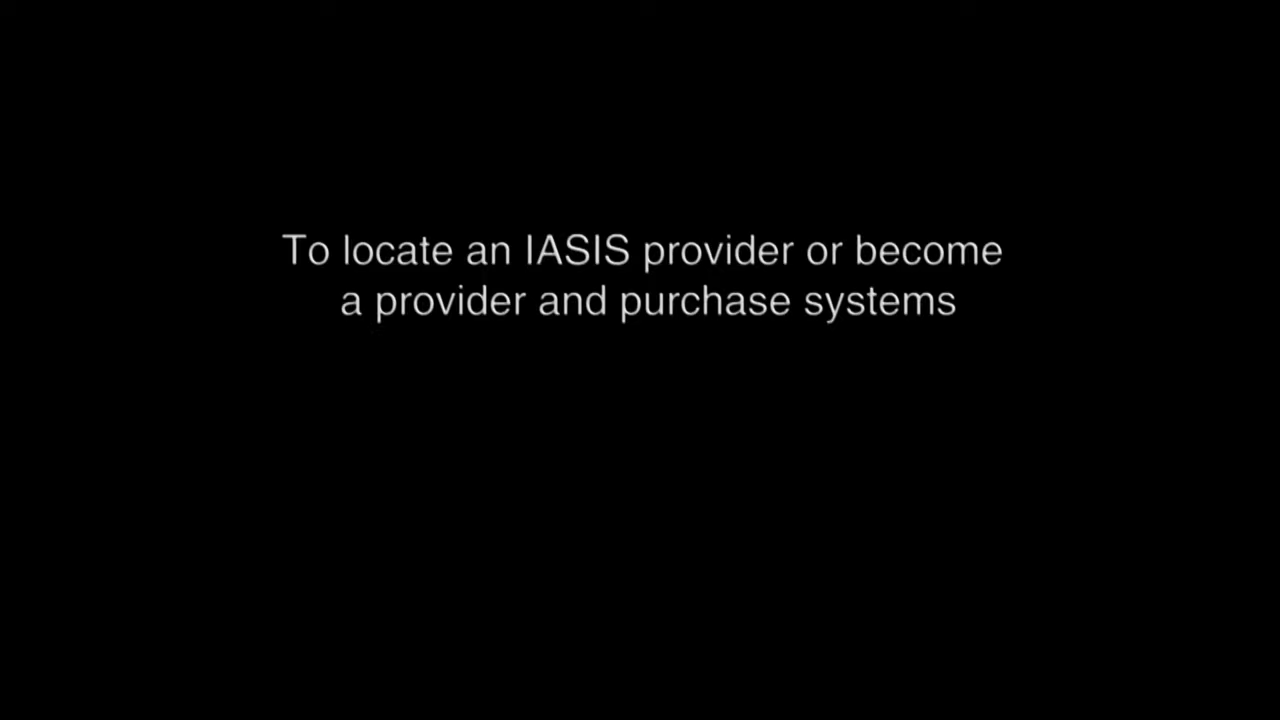 To locate an IASIS provider or become
a provider and purchase systems